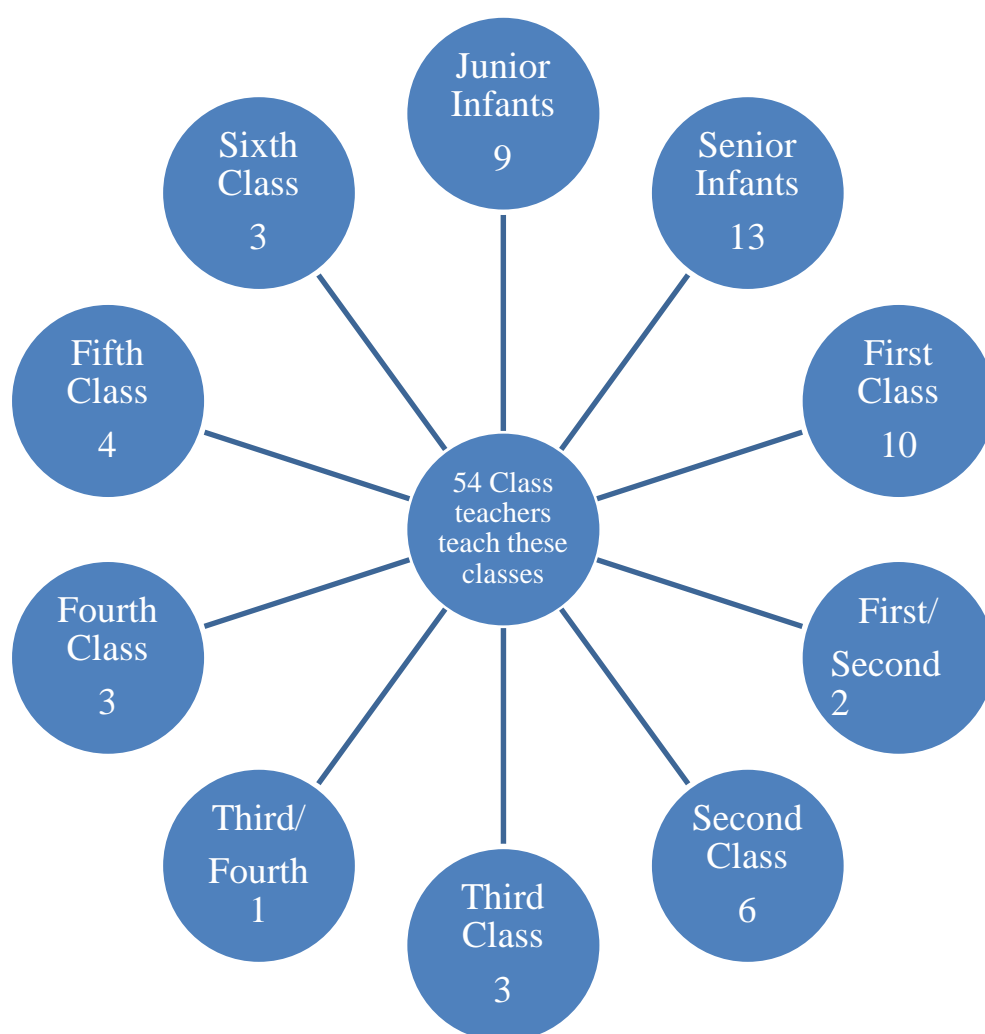 Junior
Infants
9
Senior
Infants
13
First
Class
10
First/
Second
2
Second
Class
6
Third
Class
3
Third/
Fourth
1
Fourth
Class
3
Fifth
Class
4
Sixth
Class
3
54 Class
teachers
teach these
classes